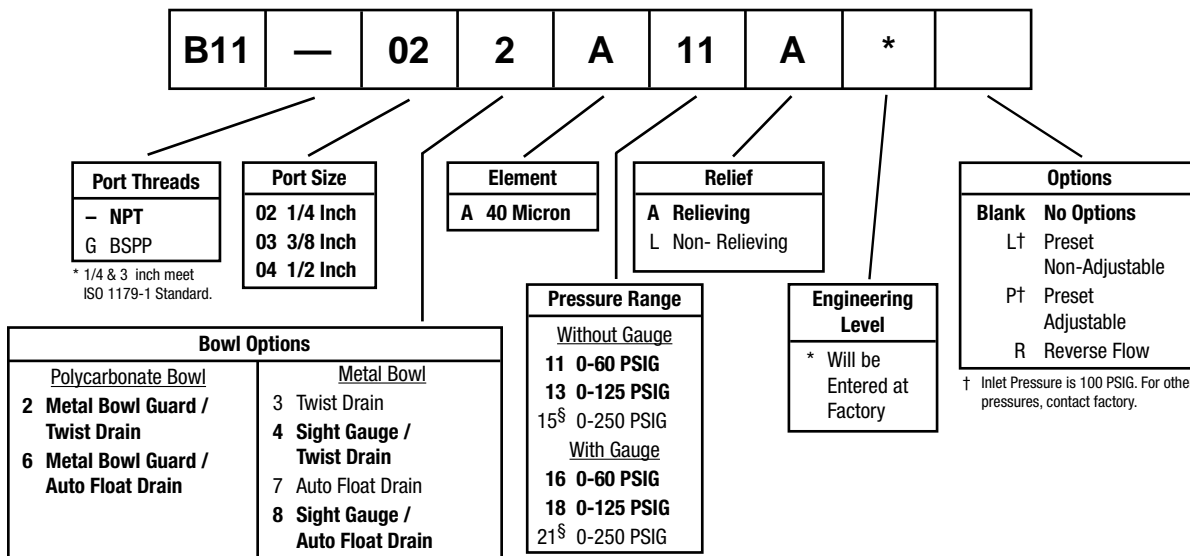 B11 — 02 2 A 11 A *
Port Threads
– NPT
G BSPP
* 1/4 & 3 inch meet
ISO 1179-1 Standard.
Port Size
02 1/4 Inch
03 3/8 Inch
04 1/2 Inch
Element
A 40 Micron
Relief
A Relieving
L Non- Relieving
Options
Blank No Options
L† Preset
Non-Adjustable
P† Preset
Adjustable
R Reverse Flow
† Inlet Pressure is 100 PSIG. For othe
pressures, contact factory.
Bowl Options
Polycarbonate Bowl
2 Metal Bowl Guard /
Twist Drain
6 Metal Bowl Guard /
Auto Float Drain
Metal Bowl
3 Twist Drain
4 Sight Gauge /
Twist Drain
7 Auto Float Drain
8 Sight Gauge /
Auto Float Drain
Pressure Range
Without Gauge
11 0-60 PSIG
13 0-125 PSIG
15§ 0-250 PSIG
With Gauge
16 0-60 PSIG
18 0-125 PSIG
21§ 0-250 PSIG
Engineering
Level
* Will be
Entered at
Factory